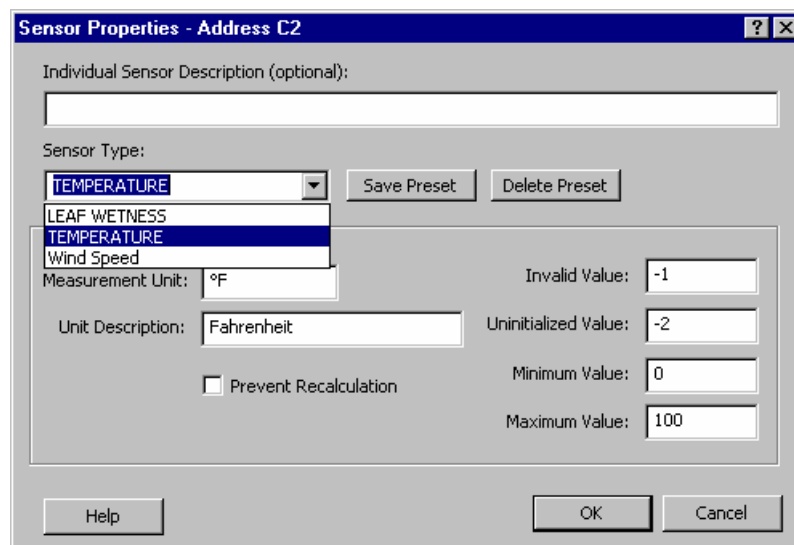 Sensor Properties - Address C2
Individual Sensor Description (optional):
Sensor Type:
TEMPERATURE Save Preset Delete Preset
LEAF WETNESS
TEMPERATURE
Wind Speed
Measurement Unit: °F Invalid Value: -1
Unit Description: Fahrenheit Uninitialized Value: -2
Prevent Recalculation Minimum Value: 0
Maximum Value: 100
Help OK Cancel